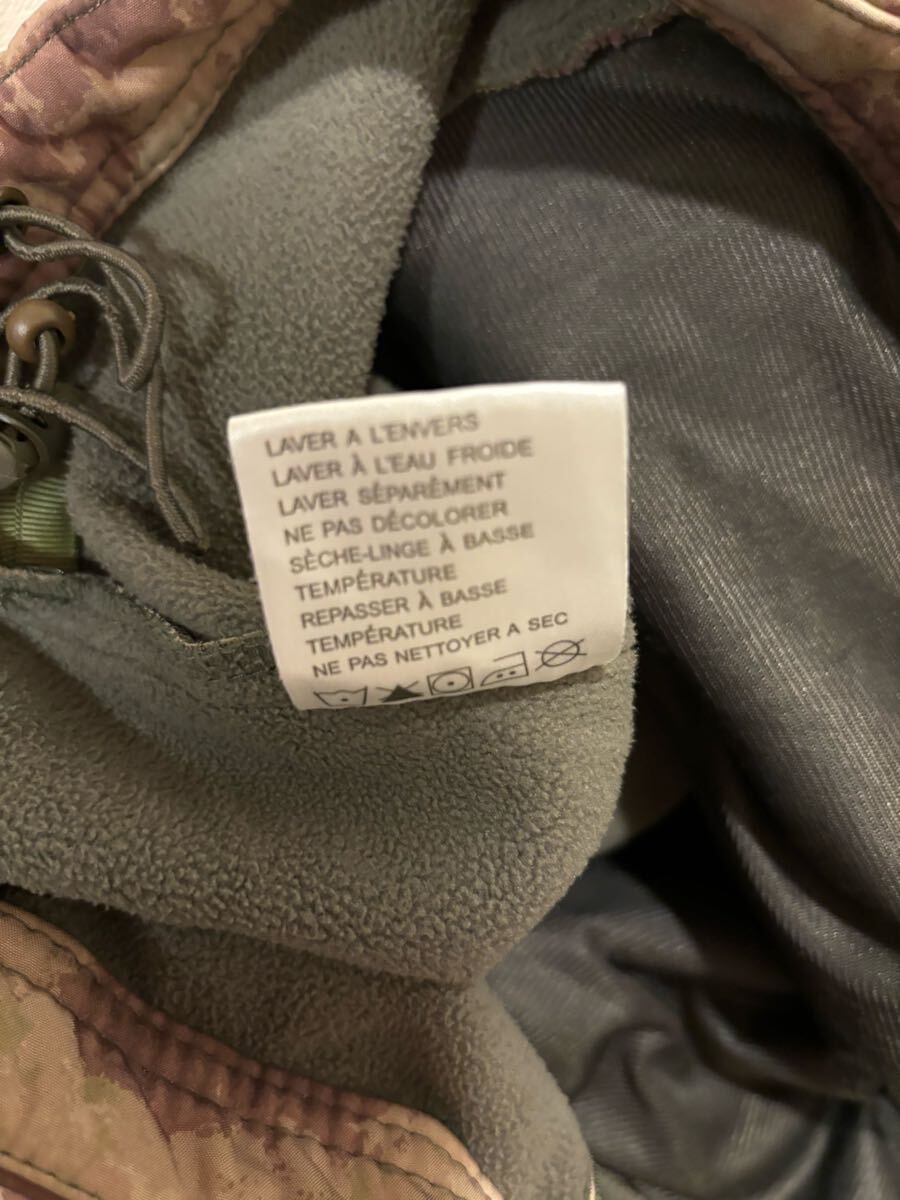 LAVER A L'ENVERS
LAVER À L'EAU FROIDE
LAVER SÉPARÉMENT
NE PAS DÉCOLORER
SÈCHE-LINGE À BASSE
TEMPÉRATURE
REPASSER À BASSE
TEMPÉRATURE
NE PAS NETTOYER A SEC